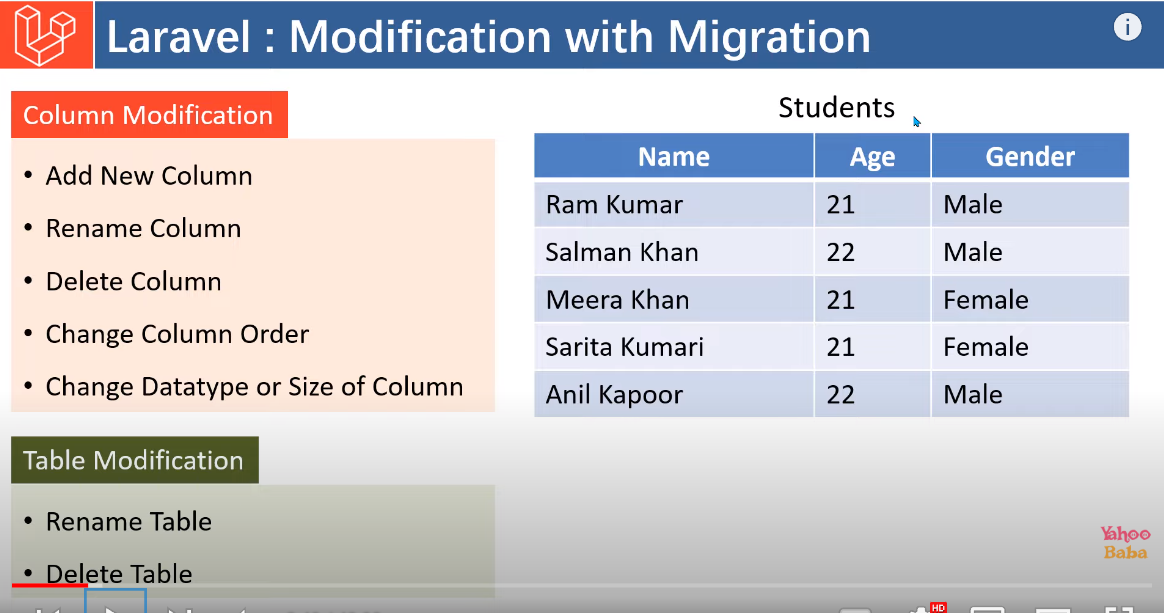 Laravel : Modification with Migration
i
Column Modification
• Add New Column
• Rename Column
• Delete Column
• Change Column Order
• Change Datatype or Size of Column
Table Modification
• Rename Table
• Delete Table
Students
Name Age Gender
Ram Kumar 21 Male
Salman Khan 22 Male
Meera Khan 21 Female
Sarita Kumari 21 Female
Anil Kapoor 22 Male
Yahoo
Baba
HD